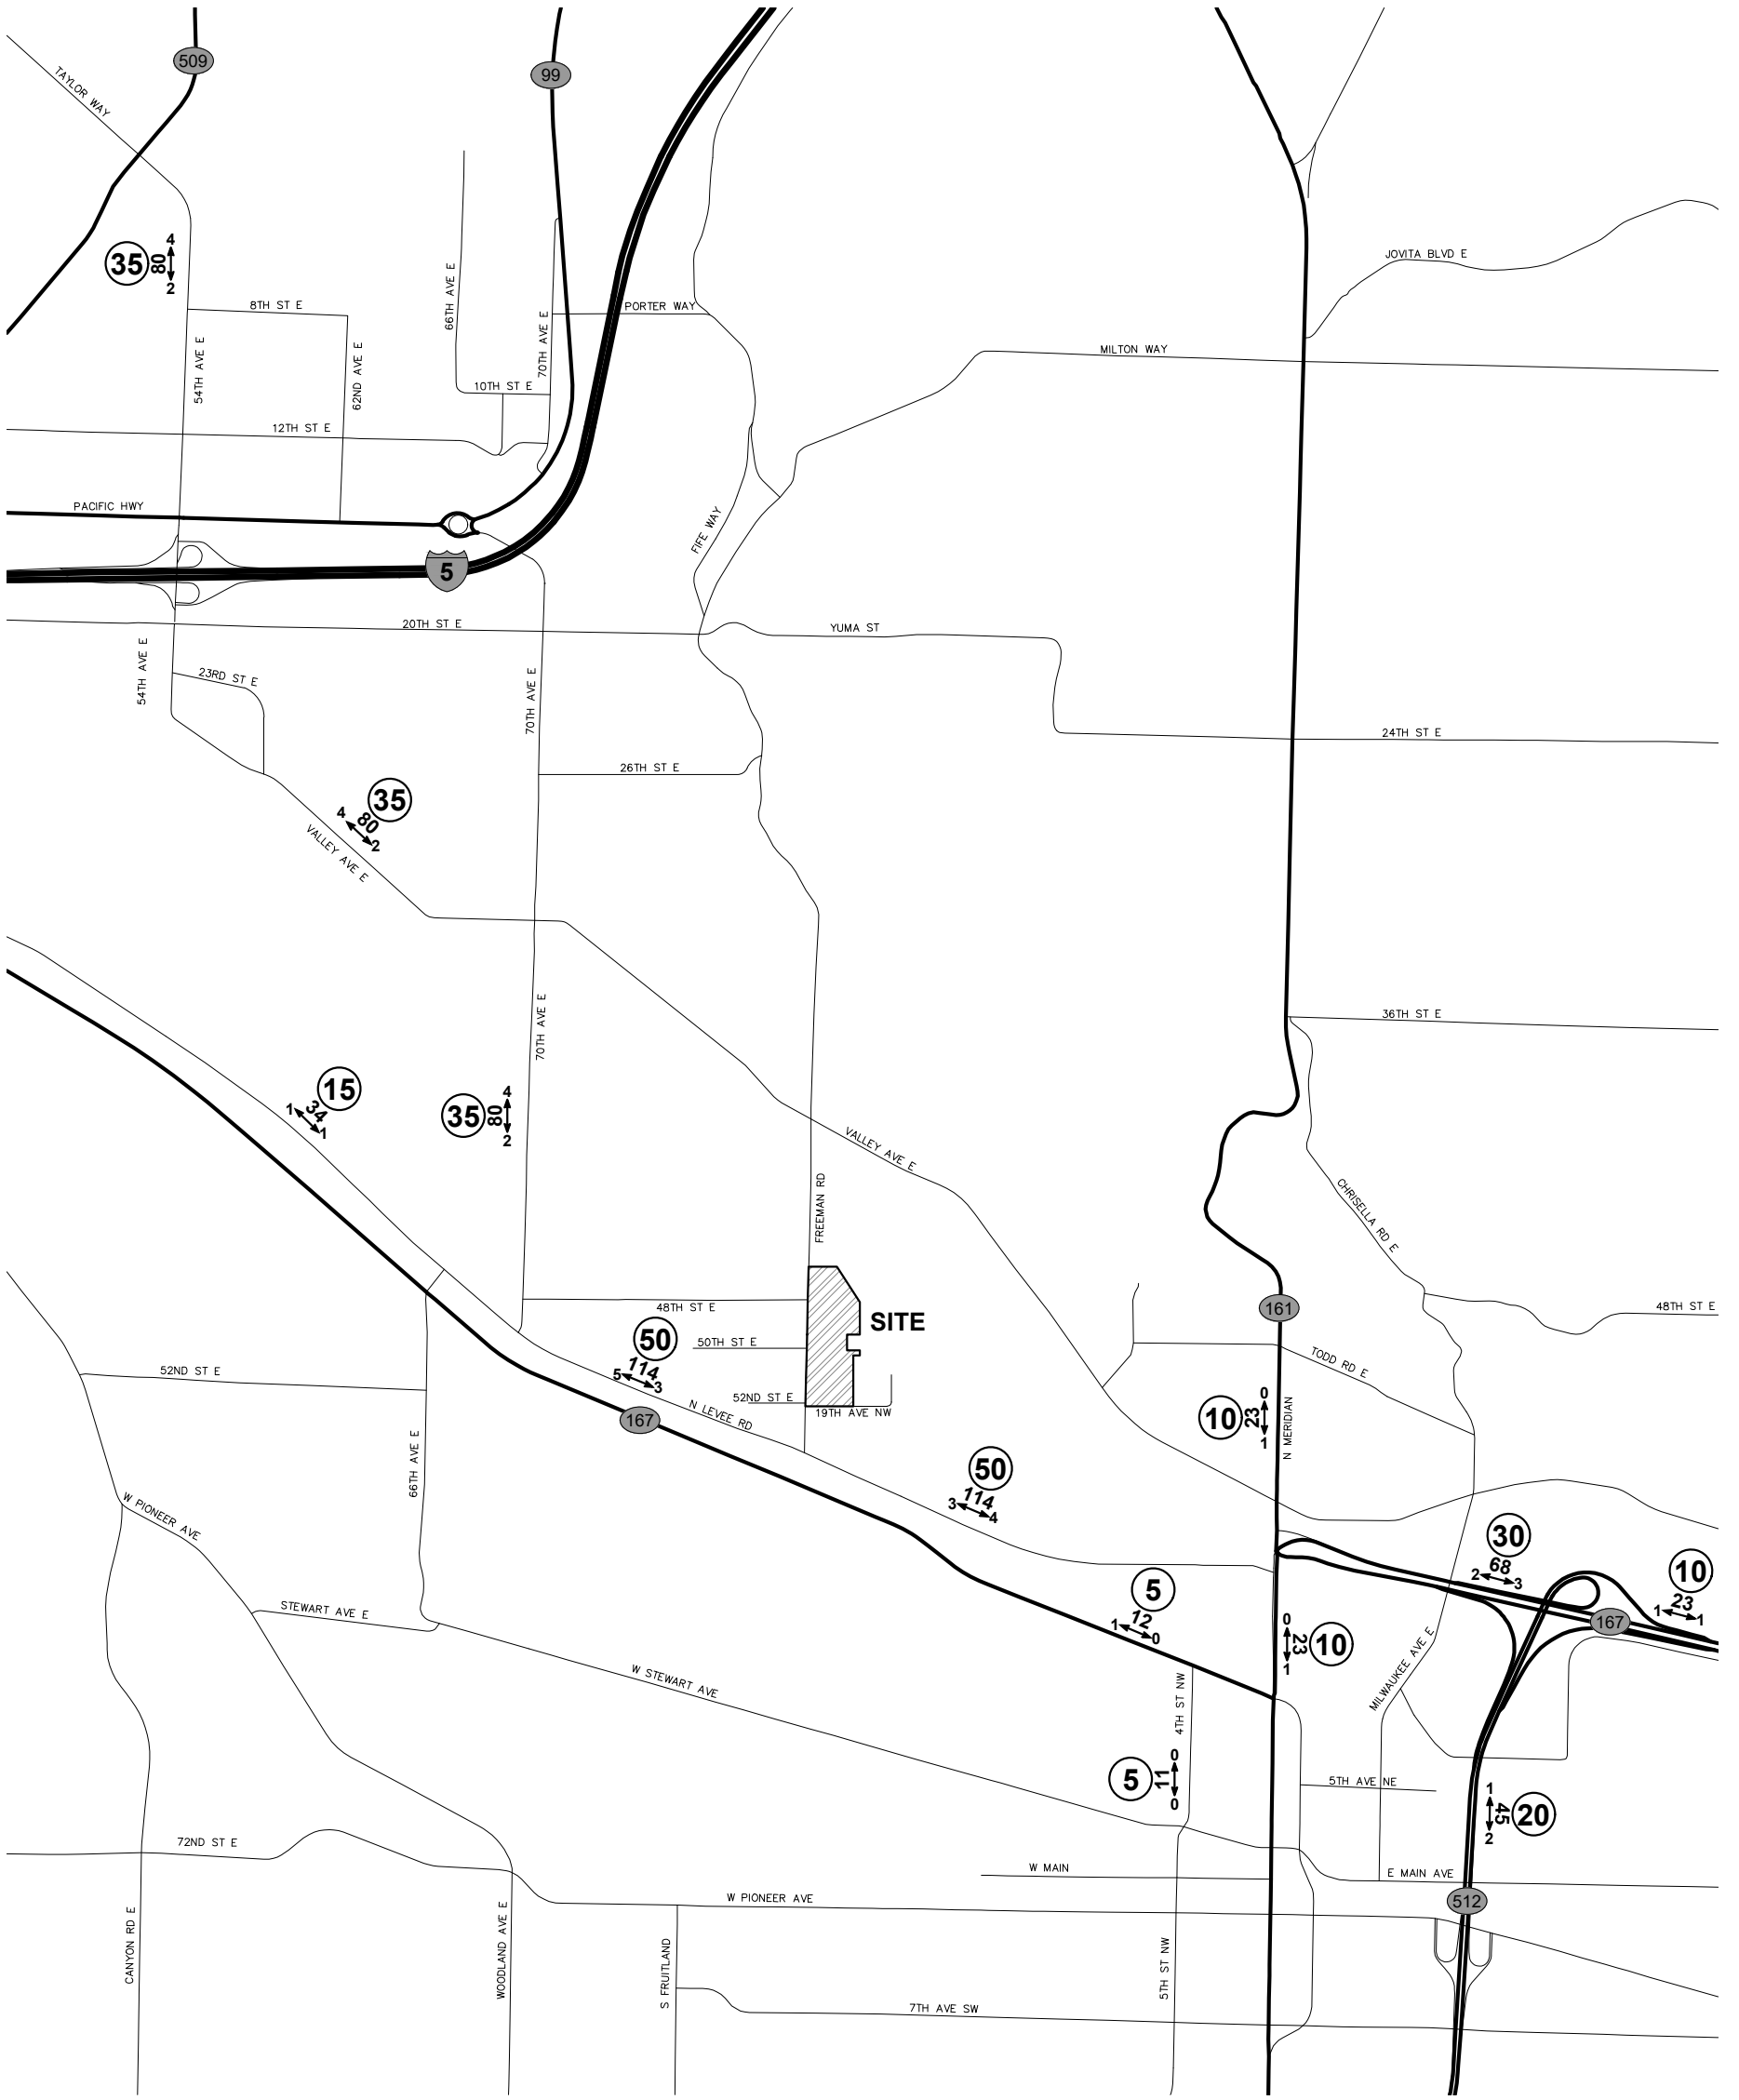 509
99
TAYLOR WAY
35
4
80
2
66TH AVE E
JOVITA BLVD E
8TH ST E
PORTER WAY
70TH AVE E
54TH AVE E
62ND AVE E
MILTON WAY
10TH ST E
12TH ST E
PACIFIC HWY
FIFE WAY
5
20TH ST E
YUMA ST
54TH AVE E
23RD ST E
70TH AVE E
24TH ST E
26TH ST E
35
4
80
2
VALLEY AVE E
70TH AVE E
36TH ST E
15
1
34
1
35
4
80
2
VALLEY AVE E
FREEMAN RD
CHRISELLA RD E
48TH ST E
161
48TH ST E
SITE
50
50TH ST E
5
114
3
52ND ST E
TODD RD E
52ND ST E
19TH AVE NW
N LEVEE RD
167
10
0
23
1
N MERIDIAN
66TH AVE E
50
3
114
4
W PIONEER AVE
30
2
68
3
10
1
23
1
5
1
12
0
STEWART AVE E
167
0
23
1
10
MILWAUKEE AVE E
W STEWART AVE
4TH ST NW
5
0
11
0
5TH AVE NE
1
45
2
20
72ND ST E
W MAIN
E MAIN AVE
W PIONEER AVE
512
CANYON RD E
WOODLAND AVE E
S FRUITLAND
5TH ST NW
7TH AVE SW